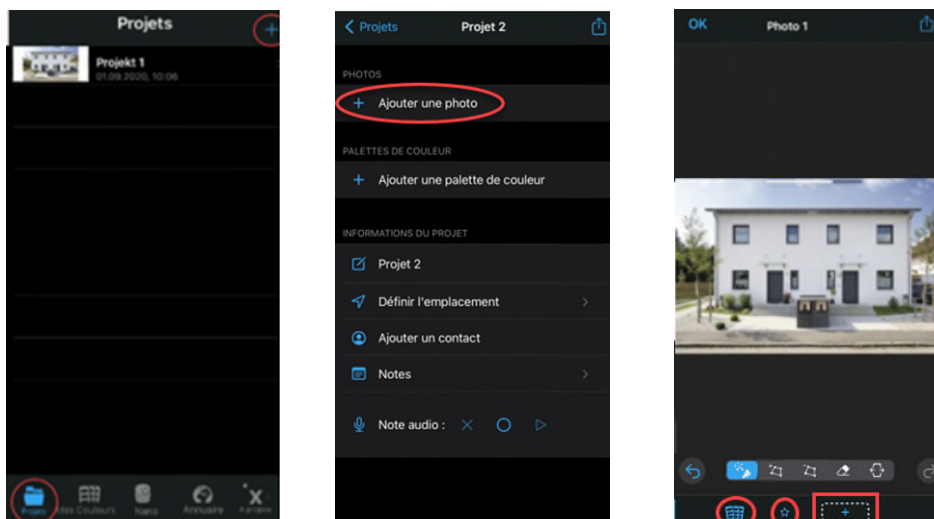 Projets
Projekt 1
01.09.2020, 10:06
Projets
Mes Couleurs
Nano
Annuaire
A propos
Projets
Projet 2
PHOTOS
Ajouter une photo
PALETTES DE COULEUR
Ajouter une palette de couleur
INFORMATIONS DU PROJET
Projet 2
Définir l'emplacement
Ajouter un contact
Notes
Note audio :
OK
Photo 1